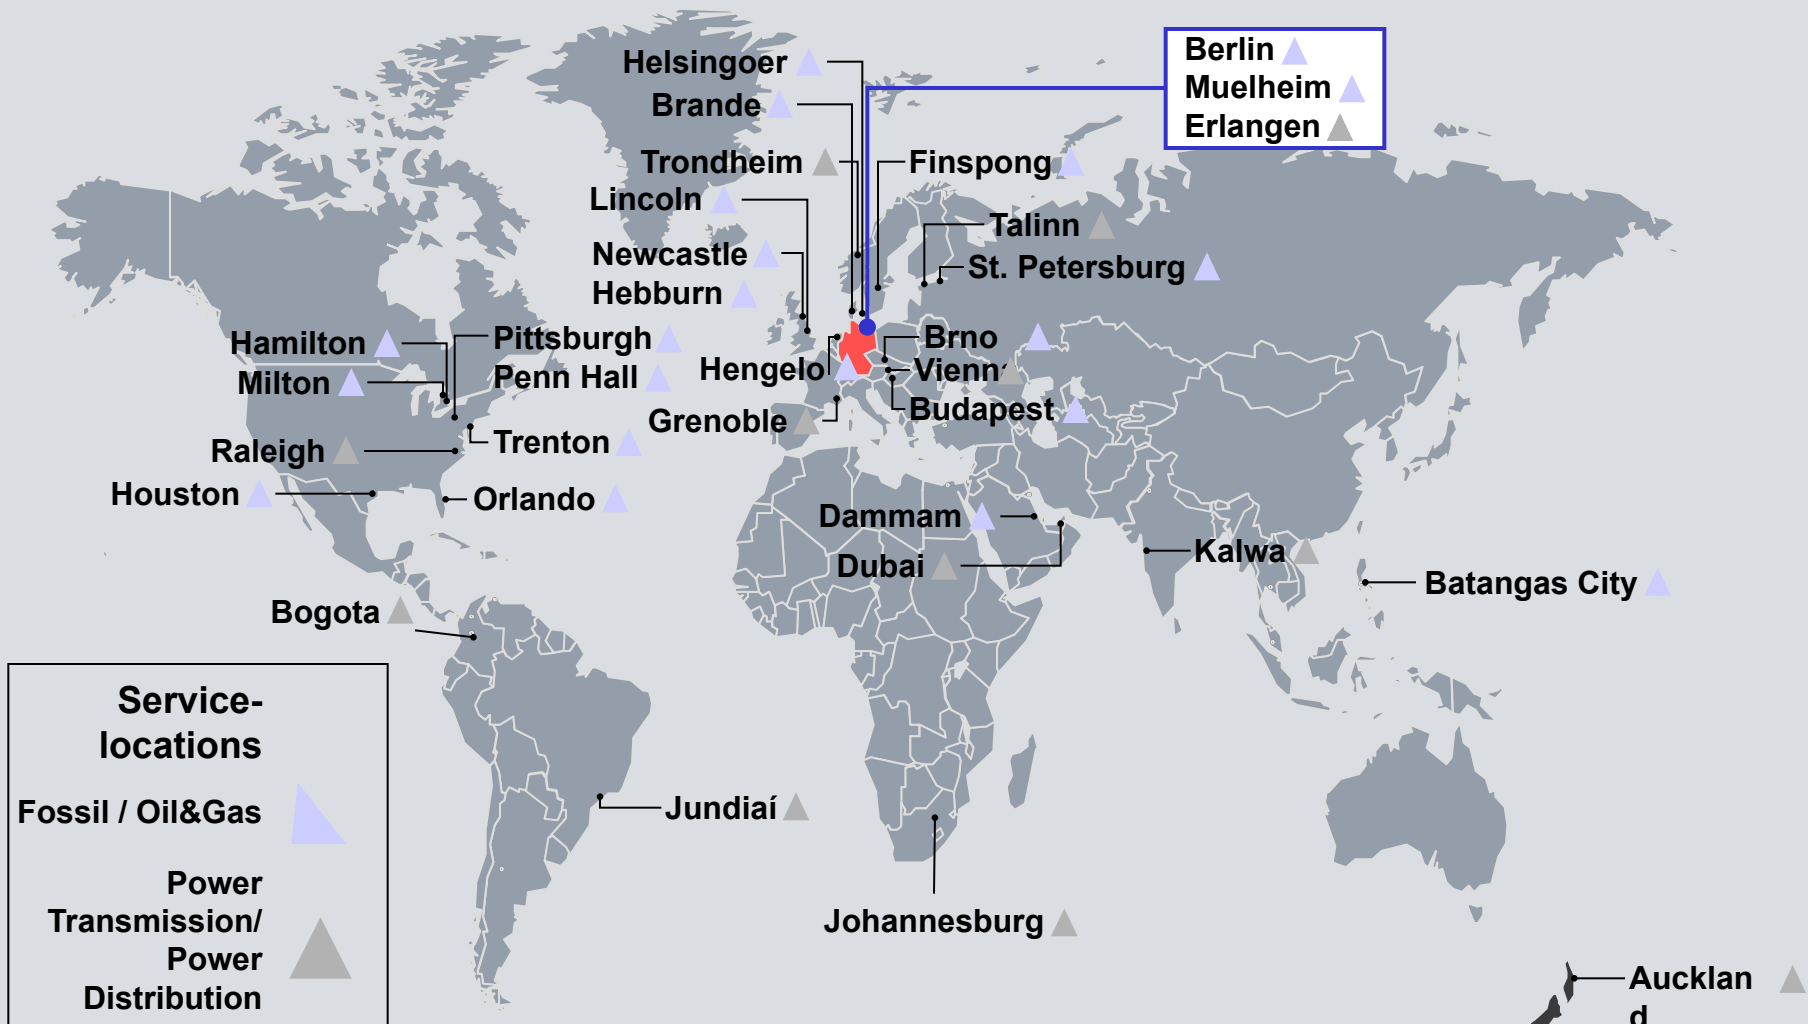 Helsingoer
Brande
Trondheim
Lincoln
Newcastle
Hebburn
Berlin
Muelheim
Erlangen
Finspong
Talinn
St. Petersburg
Hamilton
Milton
Pittsburgh
Penn Hall
Hengelo
Brno
Vienna
Budapest
Grenoble
Raleigh
Trenton
Houston
Orlando
Dammam
Dubai
Kalwa
Batangas City
Bogota
Jundiaí
Johannesburg
Aucklan
d
Service-
locations
Fossil / Oil&Gas
Power
Transmission/
Power
Distribution